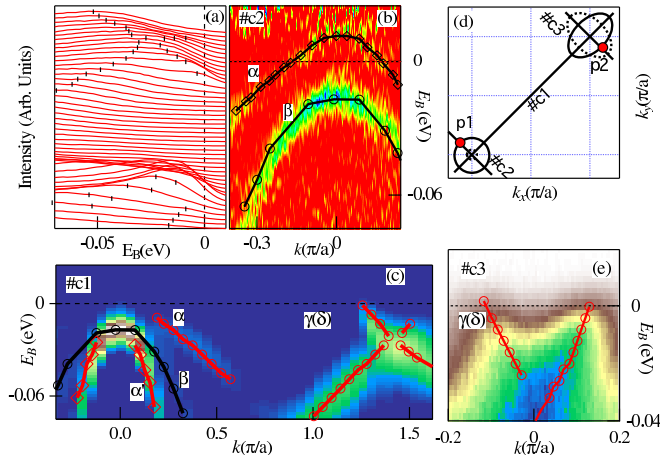 (a)
Intensity (Arb. Units)
-0.05
0
E_B(eV)
#c2
(b)
α
β
0
E_B (eV)
-0.06
-0.3
0
k(π/a)
(d)
#c3
p2
#c1
p1
#c2
k_x(π/a)
k_y(π/a)
#c1
(c)
0
E_B (eV)
-0.06
α
β
α
γ(δ)
0.0
0.5
1.0
1.5
k(π/a)
#c3
(e)
γ(δ)
0
E_B (eV)
-0.04
-0.2
0.0
0.2
k(π/a)